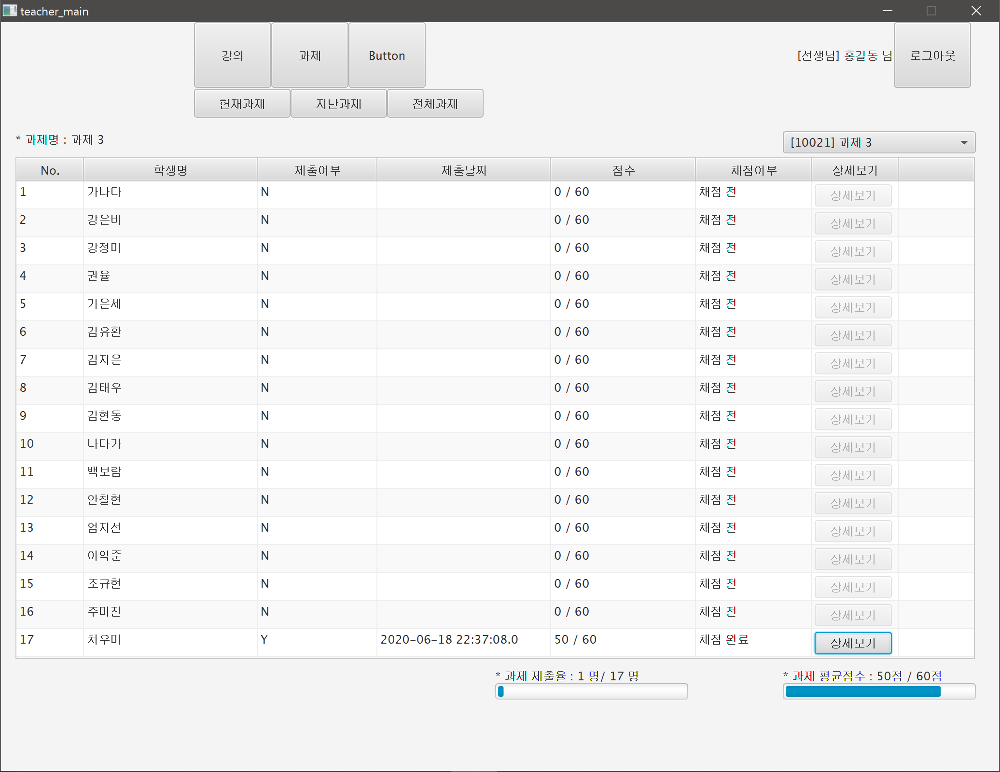 teacher_main
강의 과제 Button [선생님] 홍길동 님 로그아웃
현재과제 지난과제 전체과제
* 과제명 : 과제 3 [10021] 과제 3
No. 학생명 제출여부 제출날짜 점수 채점여부 상세보기
1 가나다 N 0 / 60 채점 전 상세보기
2 강은비 N 0 / 60 채점 전 상세보기
3 강정미 N 0 / 60 채점 전 상세보기
4 권율 N 0 / 60 채점 전 상세보기
5 기은세 N 0 / 60 채점 전 상세보기
6 김유환 N 0 / 60 채점 전 상세보기
7 김지은 N 0 / 60 채점 전 상세보기
8 김태우 N 0 / 60 채점 전 상세보기
9 김현동 N 0 / 60 채점 전 상세보기
10 나다가 N 0 / 60 채점 전 상세보기
11 백보람 N 0 / 60 채점 전 상세보기
12 안칠현 N 0 / 60 채점 전 상세보기
13 엄지선 N 0 / 60 채점 전 상세보기
14 이익준 N 0 / 60 채점 전 상세보기
15 조규현 N 0 / 60 채점 전 상세보기
16 주미진 N 0 / 60 채점 전 상세보기
17 차우미 Y 2020-06-18 22:37:08.0 50 / 60 채점 완료 상세보기
* 과제 제출율 : 1 명/ 17 명 * 과제 평균점수 : 50점 / 60점